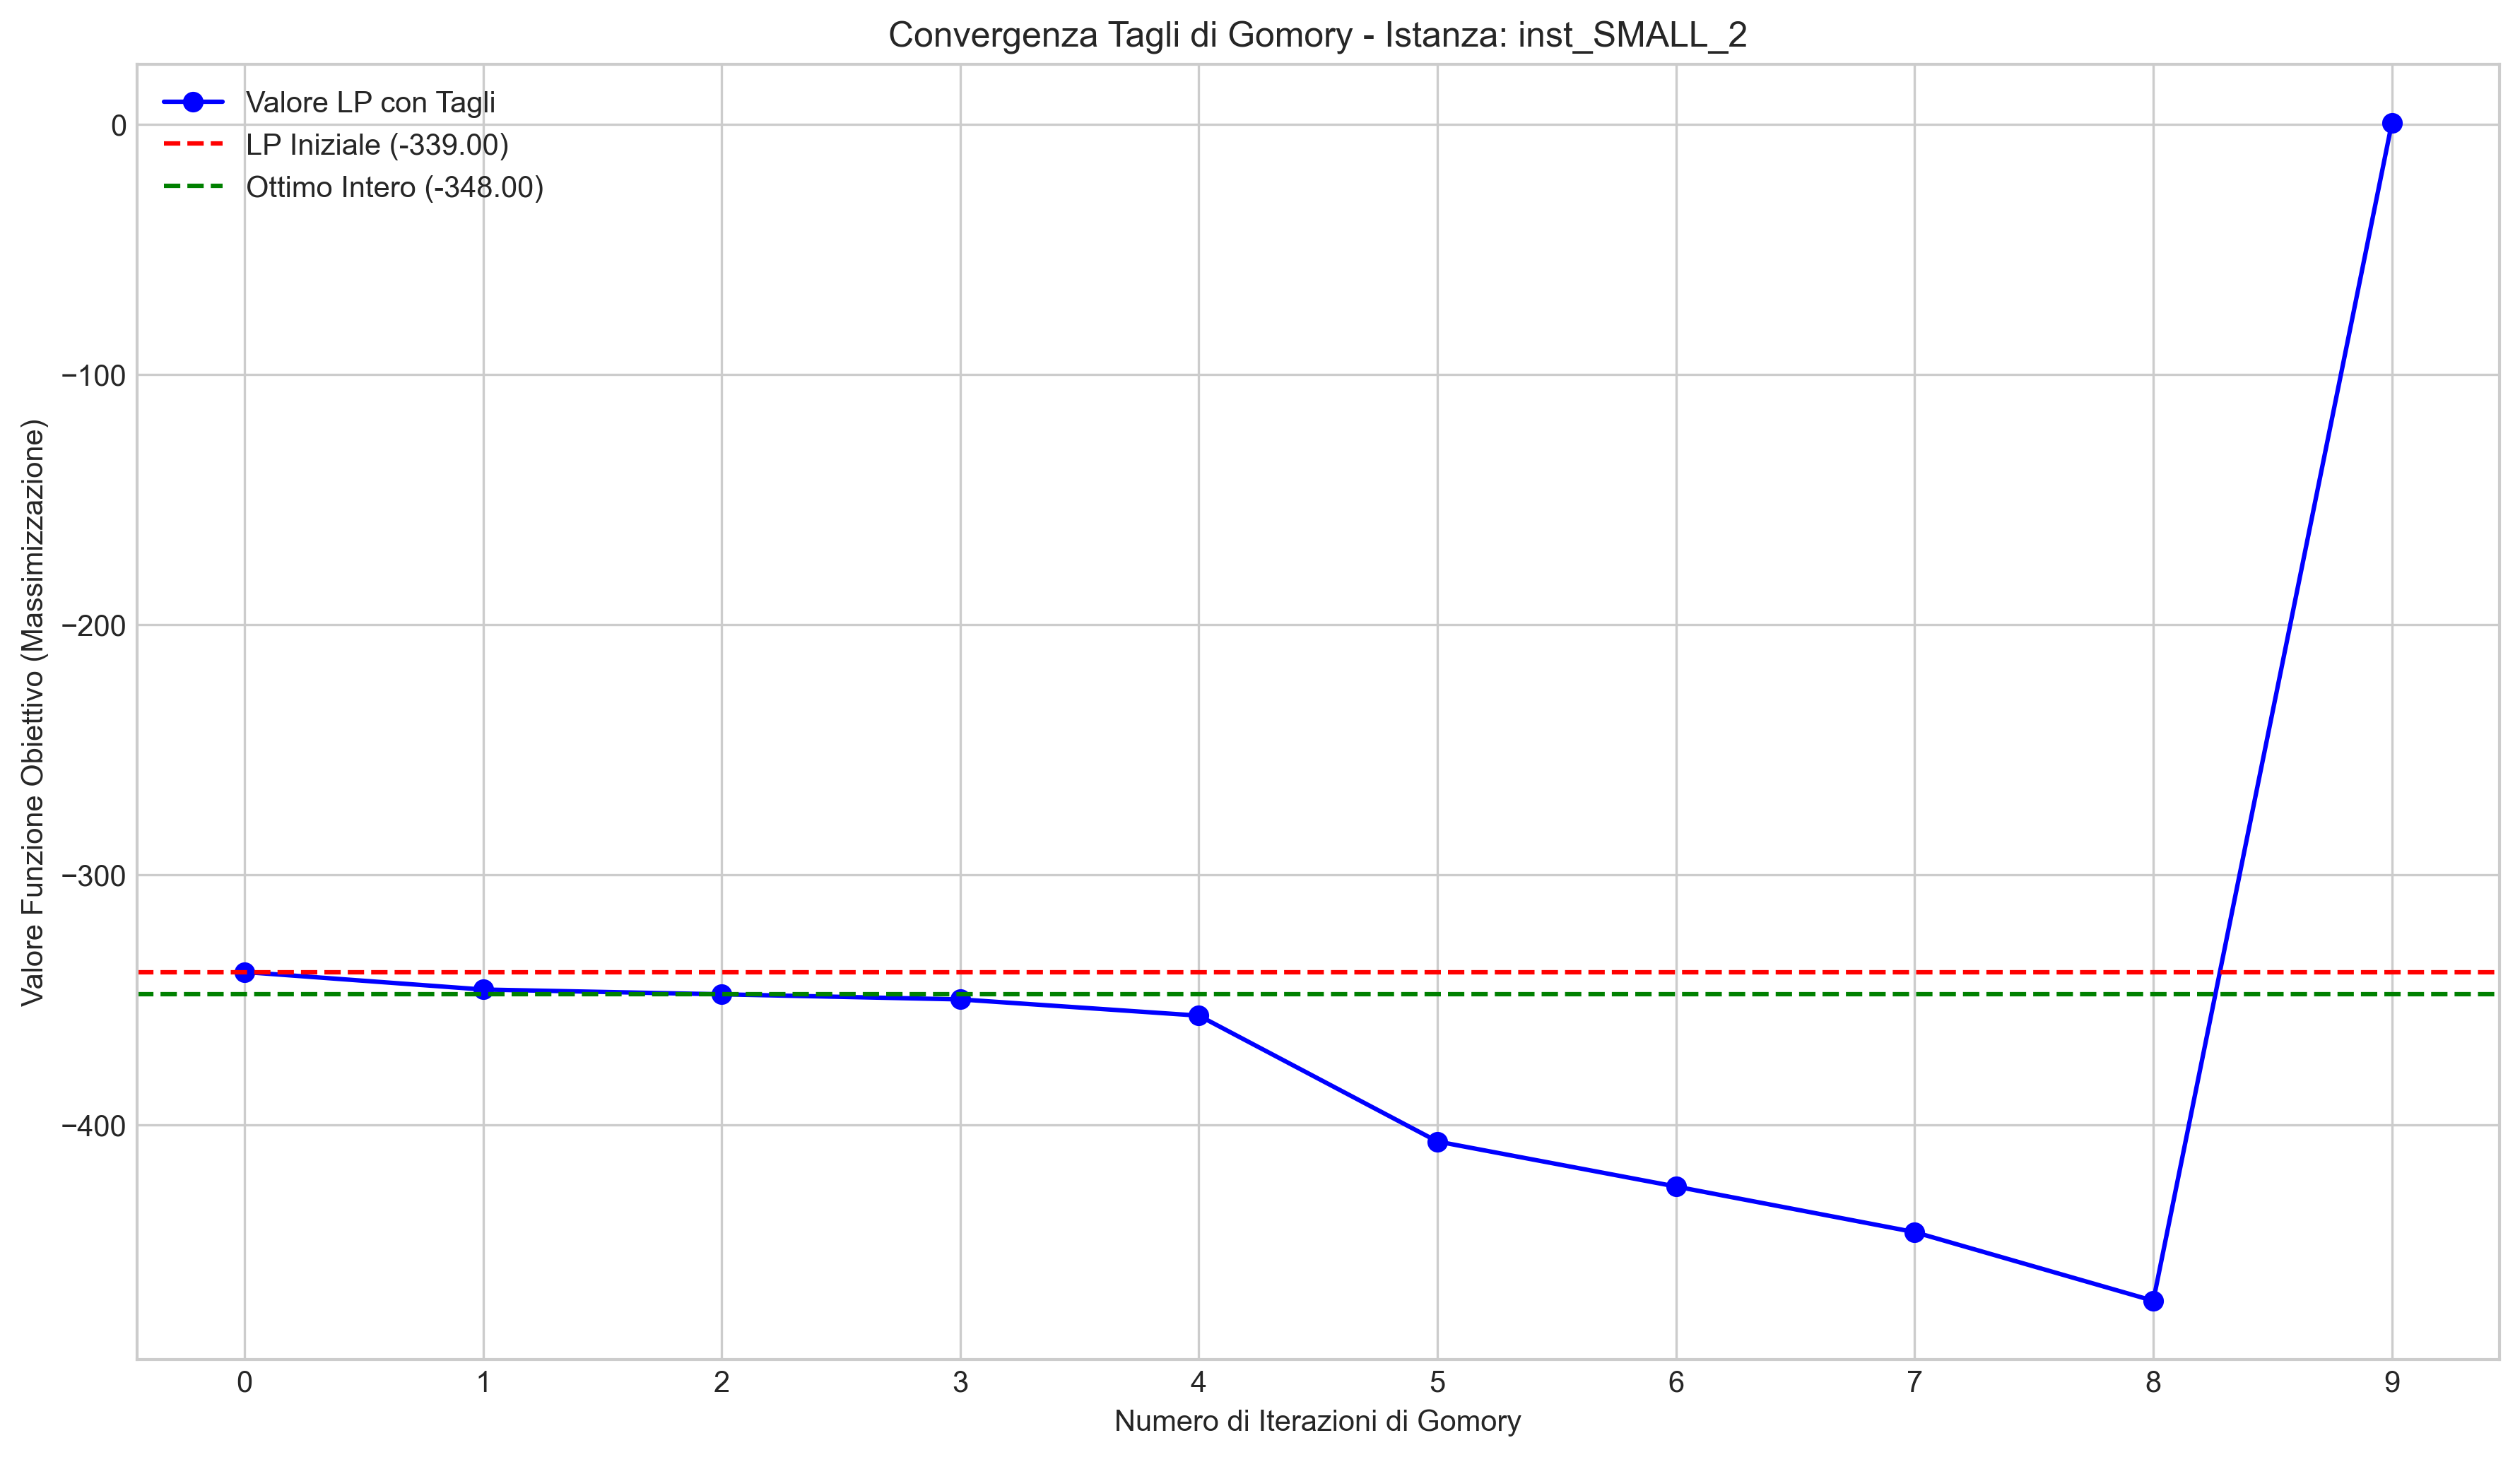 Convergenza Tagli di Gomory - Istanza: inst_SMALL_2
Valore LP con Tagli
LP Iniziale (-339.00)
Ottimo Intero (-348.00)
Valore Funzione Obiettivo (Massimizzazione)
0
−100
−200
−300
−400
0 1 2 3 4 5 6 7 8 9
Numero di Iterazioni di Gomory